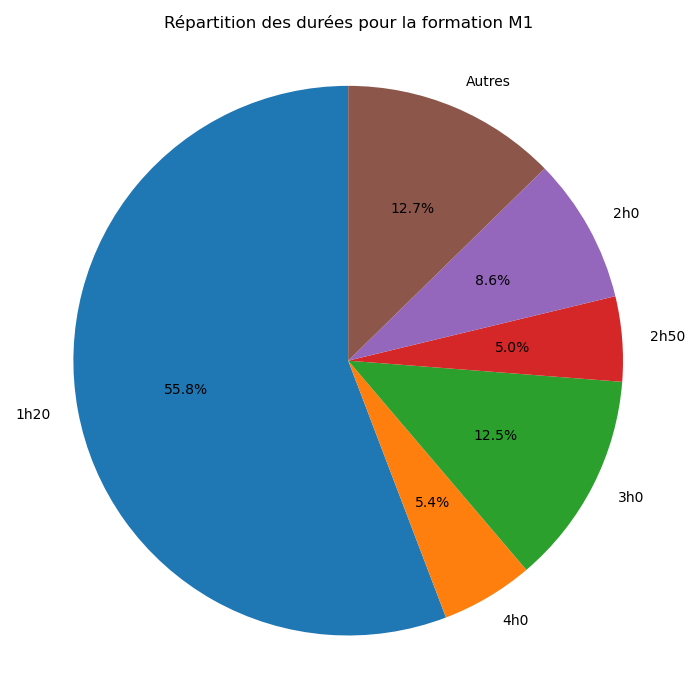 Répartition des durées pour la formation M1
Autres
12.7%
2h0
8.6%
2h50
5.0%
55.8%
1h20
12.5%
3h0
5.4%
4h0